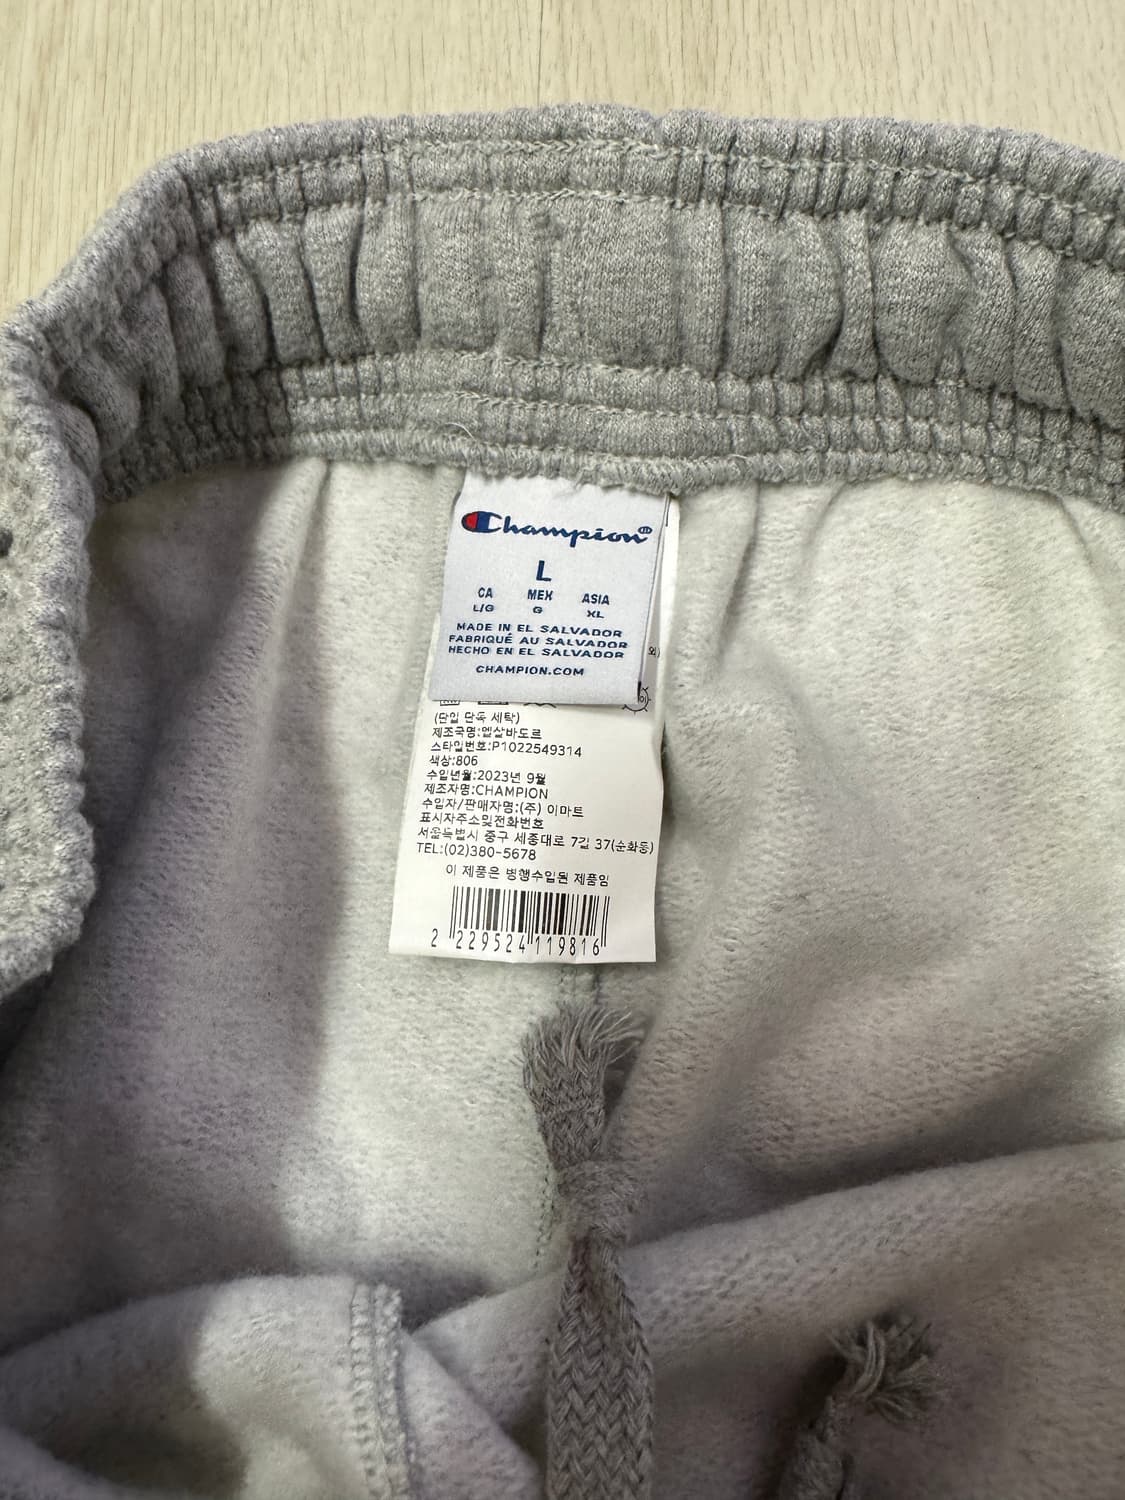 Champion
L
CA MEX ASIA
L/G G XL
MADE IN EL SALVADOR
FABRIQUÉ AU SALVADOR
HECHO EN EL SALVADOR
CHAMPION.COM
외)
(단입 단독 세탁)
제조국명:엘살바도르
스타일번호:P1022549314
색상:806
수입년월:2023년 9월
제조자명:CHAMPION
수입자/판매자명:(주) 이마트
표시자주소및전화번호
서울특별시 중구 세종대로 7길 37(순화동)
TEL:(02)380-5678
이 제품은 병행수입된 제품임
2 229524 119816